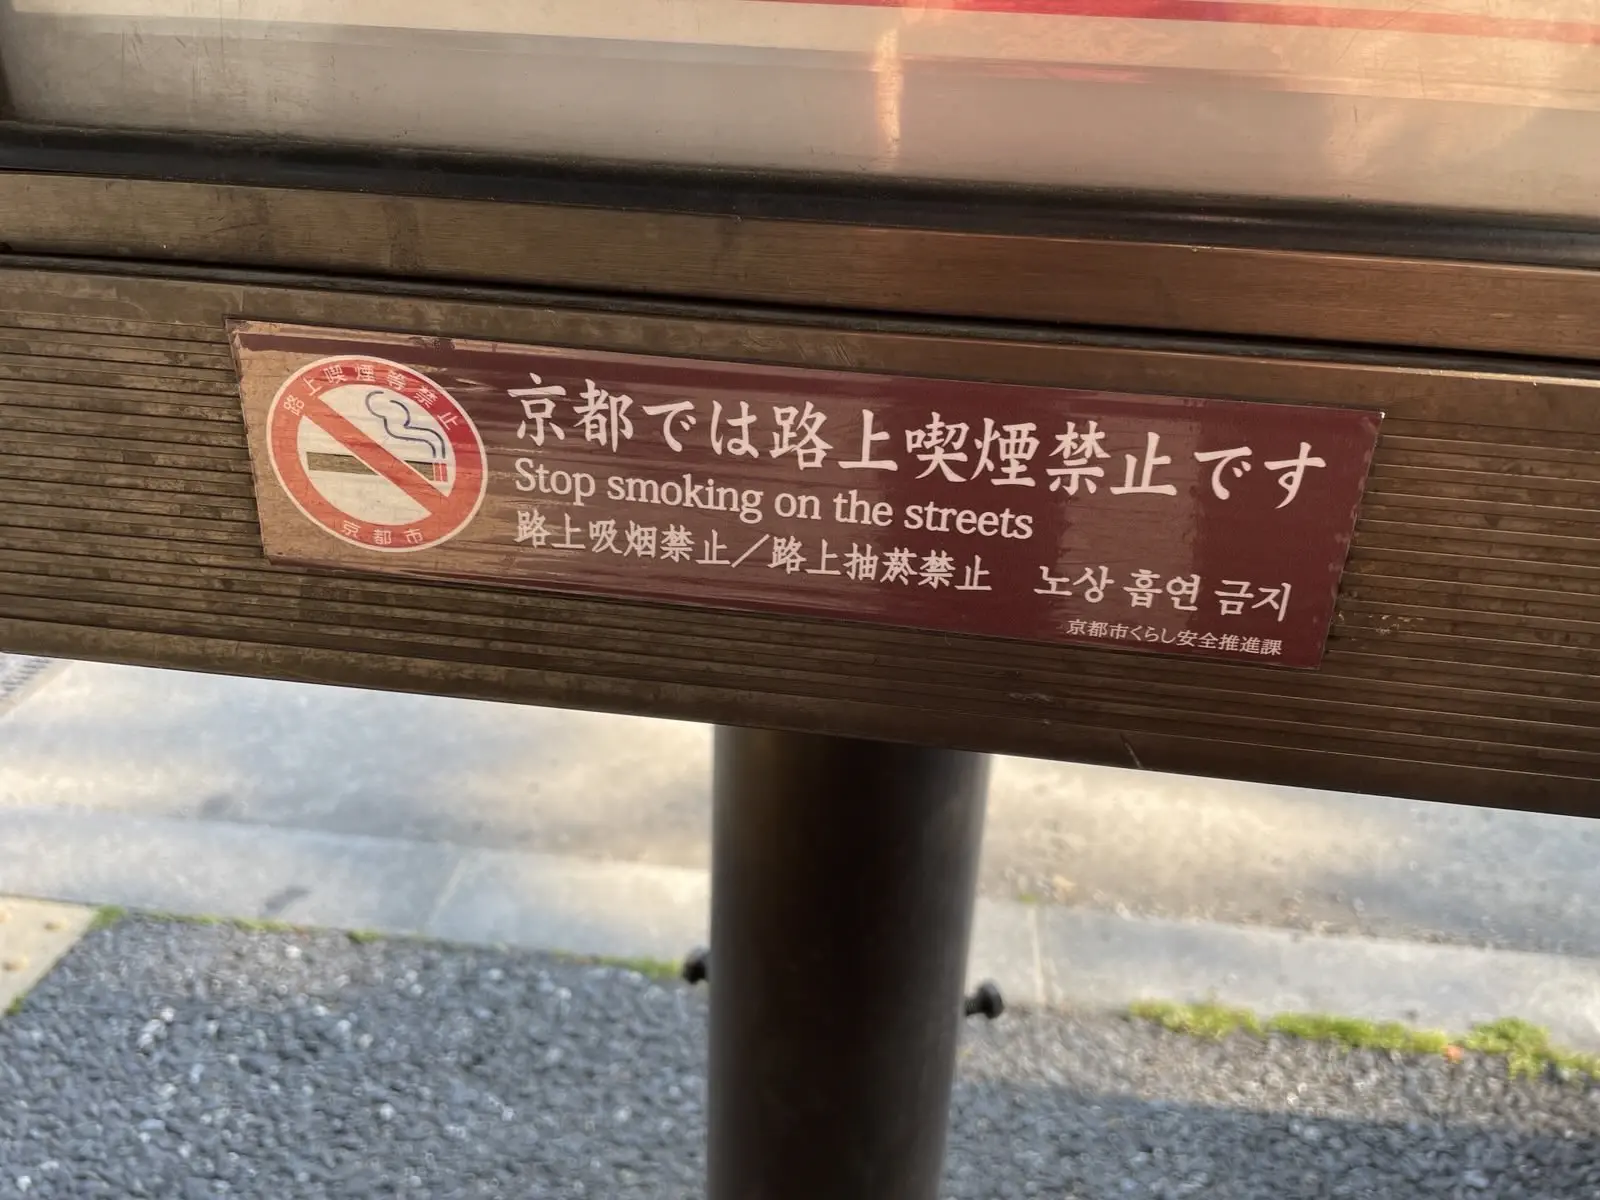 路上喫煙等禁止
京都市
京都では路上喫煙禁止です
Stop smoking on the streets
路上吸烟禁止／路上抽菸禁止 노상 흡연 금지
京都市くらし安全推進課